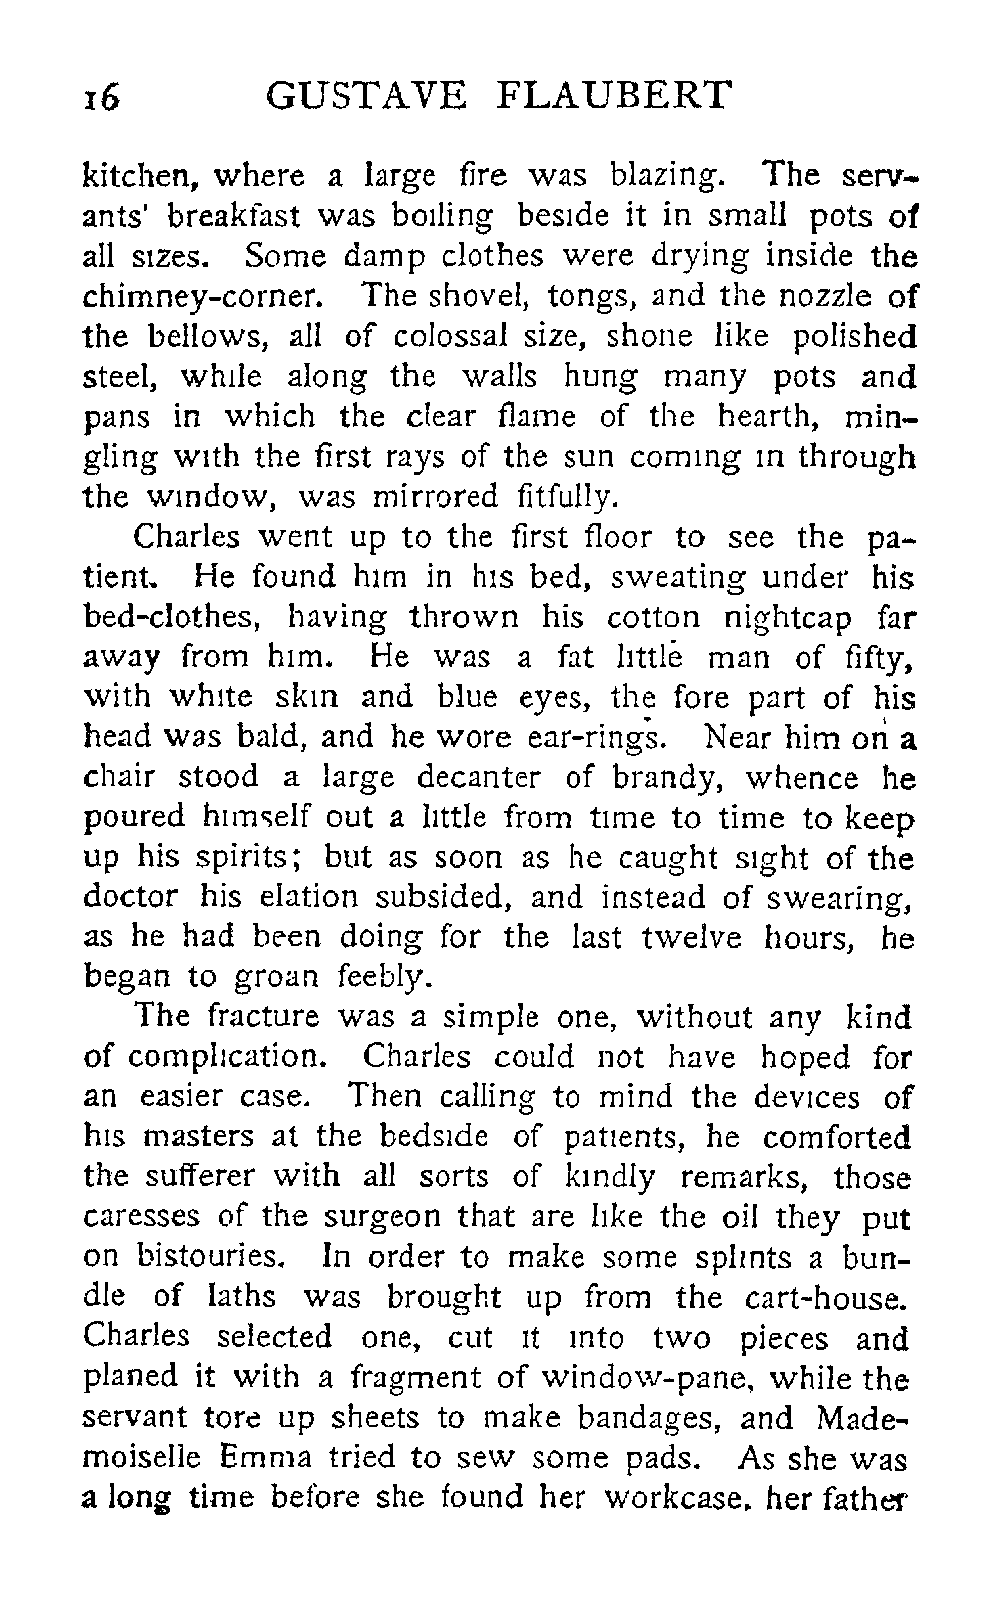 16 GUSTAVE FLAUBERT
kitchen, where a large fire was blazing. The serv-
ants' breakfast was boiling beside it in small pots of
all sizes. Some damp clothes were drying inside the
chimney-corner. The shovel, tongs, and the nozzle of
the bellows, all of colossal size, shone like polished
steel, while along the walls hung many pots and
pans in which the clear flame of the hearth, min-
gling with the first rays of the sun coming in through
the window, was mirrored fitfully.
Charles went up to the first floor to see the pa-
tient. He found him in his bed, sweating under his
bed-clothes, having thrown his cotton nightcap far
away from him. He was a fat little man of fifty,
with white skin and blue eyes, the fore part of his
head was bald, and he wore ear-rings. Near him on a
chair stood a large decanter of brandy, whence he
poured himself out a little from time to time to keep
up his spirits; but as soon as he caught sight of the
doctor his elation subsided, and instead of swearing,
as he had been doing for the last twelve hours, he
began to groan feebly.
The fracture was a simple one, without any kind
of complication. Charles could not have hoped for
an easier case. Then calling to mind the devices of
his masters at the bedside of patients, he comforted
the sufferer with all sorts of kindly remarks, those
caresses of the surgeon that are like the oil they put
on bistouries. In order to make some splints a bun-
dle of laths was brought up from the cart-house.
Charles selected one, cut it into two pieces and
planed it with a fragment of window-pane, while the
servant tore up sheets to make bandages, and Made-
moiselle Emma tried to sew some pads. As she was
a long time before she found her workcase, her father